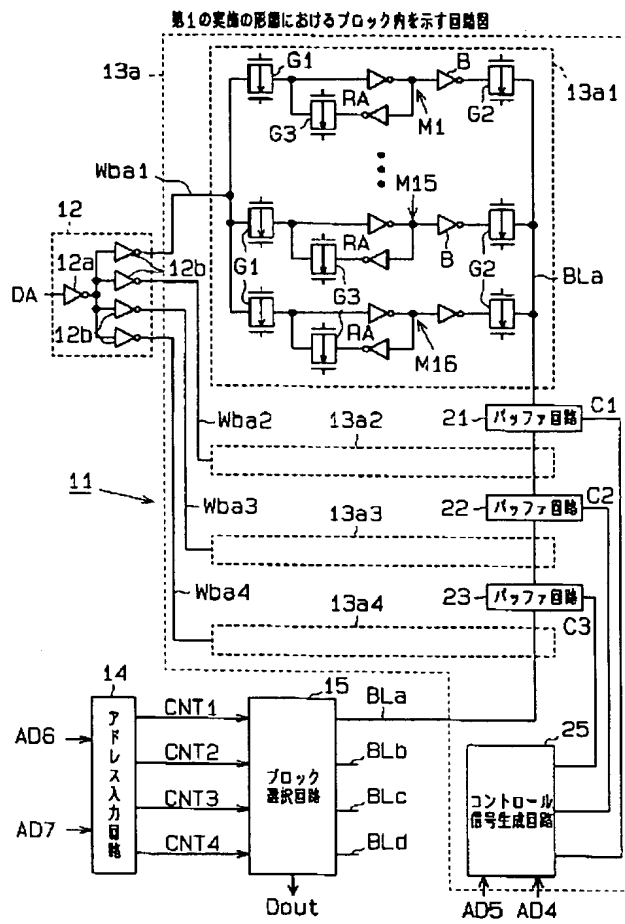 第1の実施の形態におけるブロック内を示す回路図
13a
G1
B
G2
13a1
RA
G3
M1
Wba1
M15
12
12a
12b
DA
12b
G1
RA
G3
B
G2
BLa
RA
M16
Wba2
13a2
21
バッファ回路
C1
11
Wba3
13a3
22
バッファ回路
C2
Wba4
13a4
23
バッファ回路
C3
14
アドレス入力回路
AD6
AD7
CNT1
CNT2
CNT3
CNT4
15
ブロック
選択回路
BLa
BLb
BLc
BLd
Dout
25
コントロール
信号生成回路
AD5
AD4